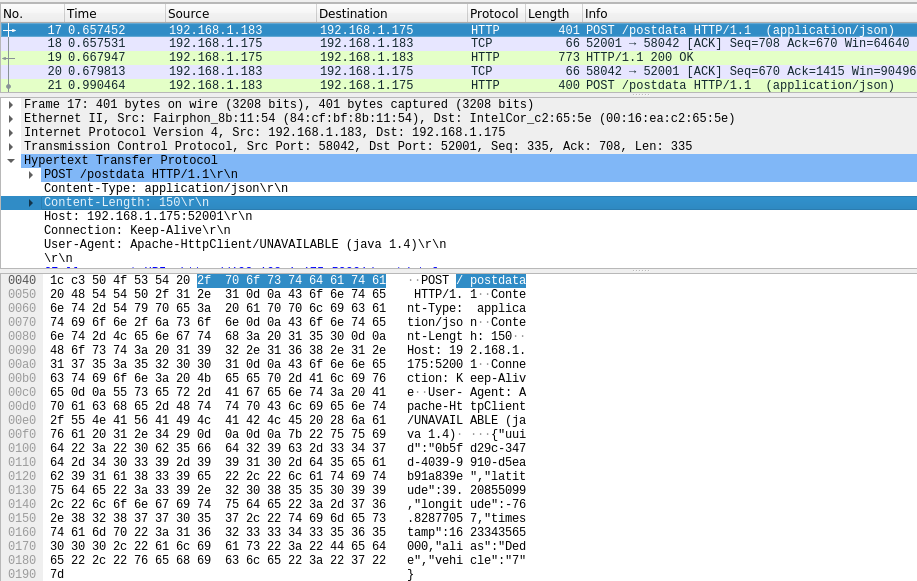 No. Time Source Destination Protocol Length Info
17 0.657452 192.168.1.183 192.168.1.175 HTTP 401 POST /postdata HTTP/1.1 (application/json)
18 0.657531 192.168.1.175 192.168.1.183 TCP 66 52001 → 58042 [ACK] Seq=708 Ack=670 Win=64640
19 0.667947 192.168.1.175 192.168.1.183 HTTP 773 HTTP/1.1 200 OK
20 0.679813 192.168.1.183 192.168.1.175 TCP 66 58042 → 52001 [ACK] Seq=670 Ack=1415 Win=90496
21 0.990464 192.168.1.183 192.168.1.175 HTTP 400 POST /postdata HTTP/1.1 (application/json)
Frame 17: 401 bytes on wire (3208 bits), 401 bytes captured (3208 bits)
Ethernet II, Src: Fairphon_8b:11:54 (84:cf:bf:8b:11:54), Dst: IntelCor_c2:65:5e (00:16:ea:c2:65:5e)
Internet Protocol Version 4, Src: 192.168.1.183, Dst: 192.168.1.175
Transmission Control Protocol, Src Port: 58042, Dst Port: 52001, Seq: 335, Ack: 708, Len: 335
Hypertext Transfer Protocol
POST /postdata HTTP/1.1\r\n
Content-Type: application/json\r\n
Content-Length: 150\r\n
Host: 192.168.1.175:52001\r\n
Connection: Keep-Alive\r\n
User-Agent: Apache-HttpClient/UNAVAILABLE (java 1.4)\r\n
\r\n
0040 1c c3 50 4f 53 54 20 2f 70 6f 73 74 64 61 74 61 ··POST / postdata
0050 20 48 54 54 50 2f 31 2e 31 0d 0a 43 6f 6e 74 65 HTTP/1. 1··Conte
0060 6e 74 2d 54 79 70 65 3a 20 61 70 70 6c 69 63 61 nt-Type: applica
0070 74 69 6f 6e 2f 6a 73 6f 6e 0d 0a 43 6f 6e 74 65 tion/jso n··Conte
0080 6e 74 2d 4c 65 6e 67 74 68 3a 20 31 35 30 0d 0a nt-Lengt h: 150··
0090 48 6f 73 74 3a 20 31 39 32 2e 31 36 38 2e 31 2e Host: 19 2.168.1.
00a0 31 37 35 3a 35 32 30 30 31 0d 0a 43 6f 6e 6e 65 175:5200 1··Conne
00b0 63 74 69 6f 6e 3a 20 4b 65 65 70 2d 41 6c 69 76 ction: K eep-Aliv
00c0 65 0d 0a 55 73 65 72 2d 41 67 65 6e 74 3a 20 41 e··User- Agent: A
00d0 70 61 63 68 65 2d 48 74 74 70 43 6c 69 65 6e 74 pache-Ht tpClient
00e0 2f 55 4e 41 56 41 49 4c 41 42 4c 45 20 28 6a 61 /UNAVAIL ABLE (ja
00f0 76 61 20 31 2e 34 29 0d 0a 0d 0a 7b 22 75 75 69 va 1.4)· ···{"uui
0100 64 22 3a 22 30 62 35 66 64 32 39 63 2d 33 34 37 d":"0b5f d29c-347
0110 64 2d 34 30 33 39 2d 39 39 31 30 2d 64 35 65 61 d-4039-9 910-d5ea
0120 62 39 31 61 38 33 39 65 22 2c 22 6c 61 74 69 74 b91a839e ","latit
0130 75 64 65 22 3a 33 39 2e 32 30 38 35 35 30 39 39 ude":39. 20855099
0140 2c 22 6c 6f 6e 67 69 74 75 64 65 22 3a 2d 37 36 ,"longit ude":-76
0150 2e 38 32 38 37 37 30 35 37 2c 22 74 69 6d 65 73 .8287705 7,"times
0160 74 61 6d 70 22 3a 31 36 32 33 33 34 33 35 36 35 tamp":16 23343565
0170 30 30 30 2c 22 61 6c 69 61 73 22 3a 22 44 65 64 000,"ali as":"Ded
0180 65 22 2c 22 76 65 68 69 63 6c 65 22 3a 22 37 22 e","vehi cle":"7"
0190 7d }